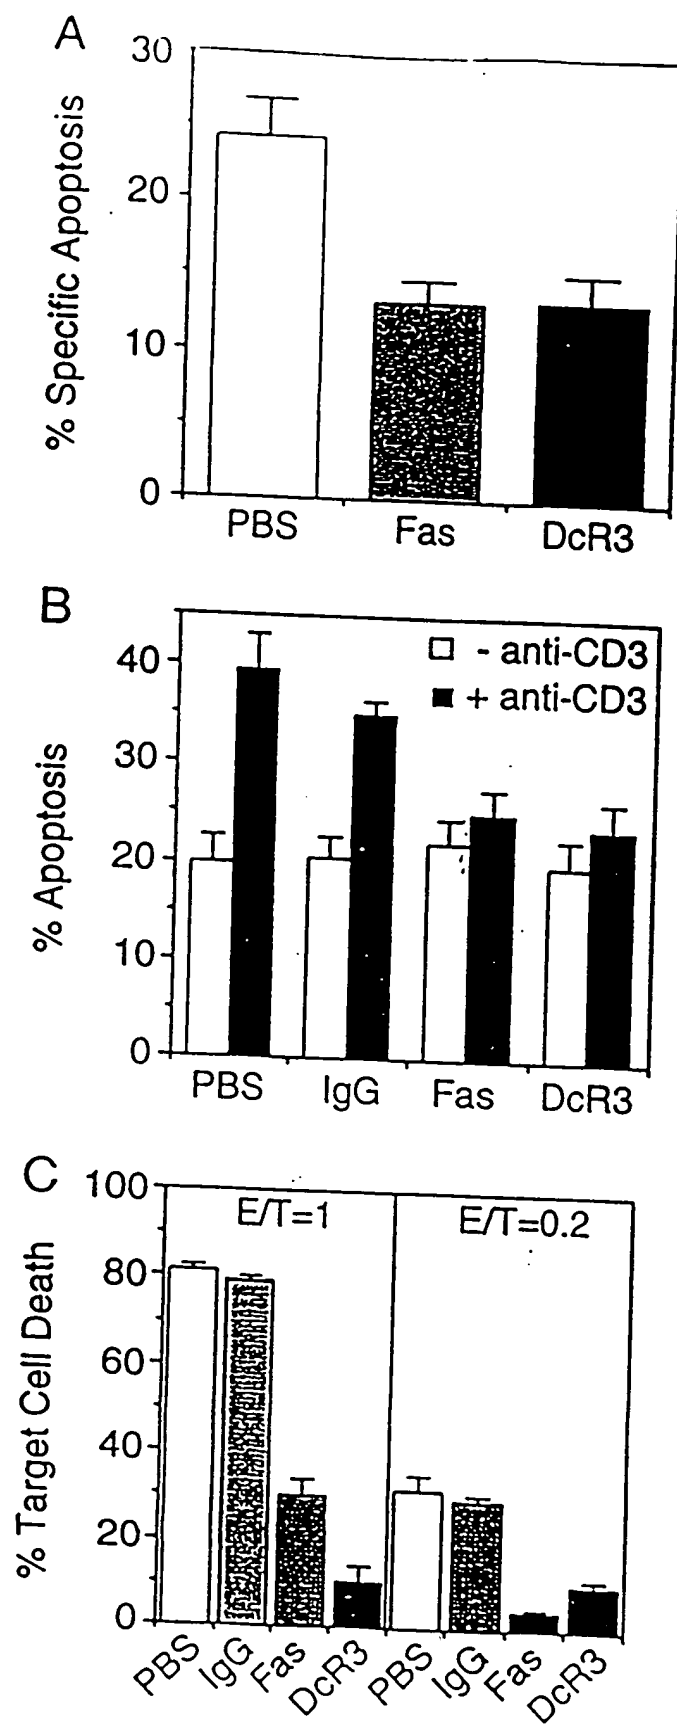 A
30
20
10
0
% Specific Apoptosis
PBS Fas DcR3
B
- anti-CD3
+ anti-CD3
40
30
20
10
0
% Apoptosis
PBS IgG Fas DcR3
C
100
80
60
40
20
0
% Target Cell Death
E/T=1 E/T=0.2
PBS IgG Fas DcR3 PBS IgG Fas DcR3